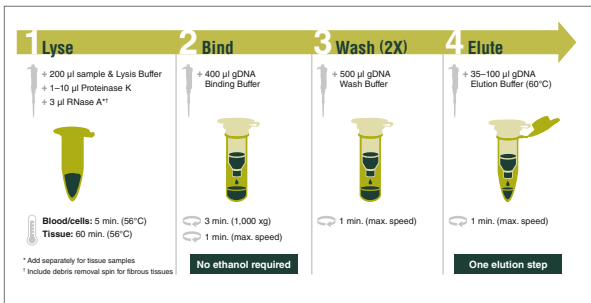 1 Lyse
+ 200 µl sample & Lysis Buffer
+ 1–10 µl Proteinase K
+ 3 µl RNase A*†
Blood/cells: 5 min. (56°C)
Tissue: 60 min. (56°C)
* Add separately for tissue samples
† Include debris removal spin for fibrous tissues
2 Bind
+ 400 µl gDNA
Binding Buffer
3 min. (1,000 xg)
1 min. (max. speed)
No ethanol required
3 Wash (2X)
+ 500 µl gDNA
Wash Buffer
1 min. (max. speed)
4 Elute
+ 35–100 µl gDNA
Elution Buffer (60°C)
1 min. (max. speed)
One elution step